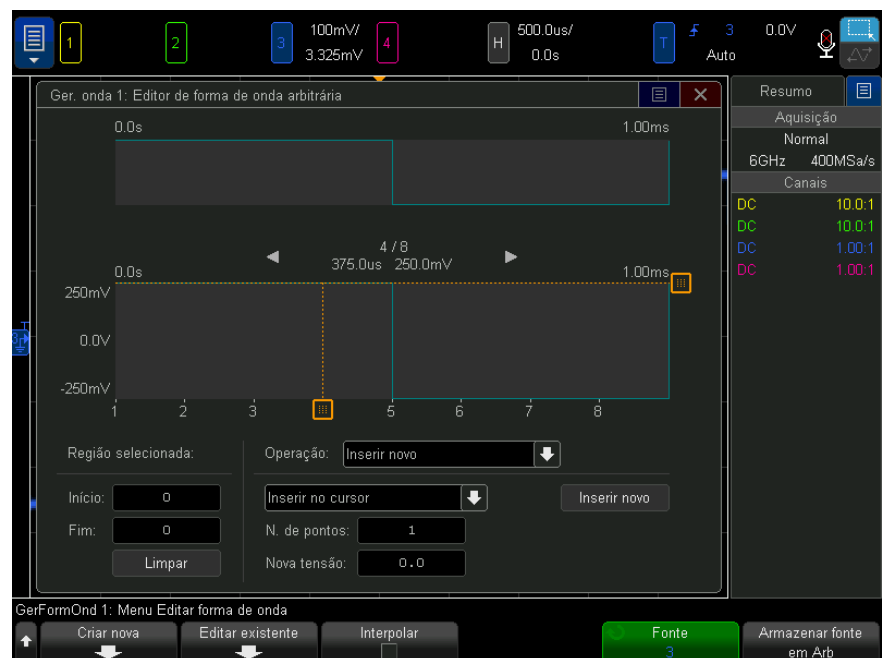 1
2
3
100mV/
3.325mV
4
H
500.0us/
0.0s
T
3
0.0V
Auto
Ger. onda 1: Editor de forma de onda arbitrária
Resumo
0.0s
1.00ms
Aquisição
Normal
6GHz 400MSa/s
Canais
DC 10.0:1
DC 10.0:1
DC 1.00:1
DC 1.00:1
4 / 8
375.0us 250.0mV
0.0s
1.00ms
250mV
0.0V
-250mV
T
3
1 2 3 5 6 7 8
Região selecionada:
Operação: Inserir novo
Início: 0
Inserir no cursor
Inserir novo
Fim: 0
N. de pontos: 1
Limpar
Nova tensão: 0.0
GerFormOnd 1: Menu Editar forma de onda
Criar nova
Editar existente
Interpolar
Fonte
3
Armazenar fonte
em Arb